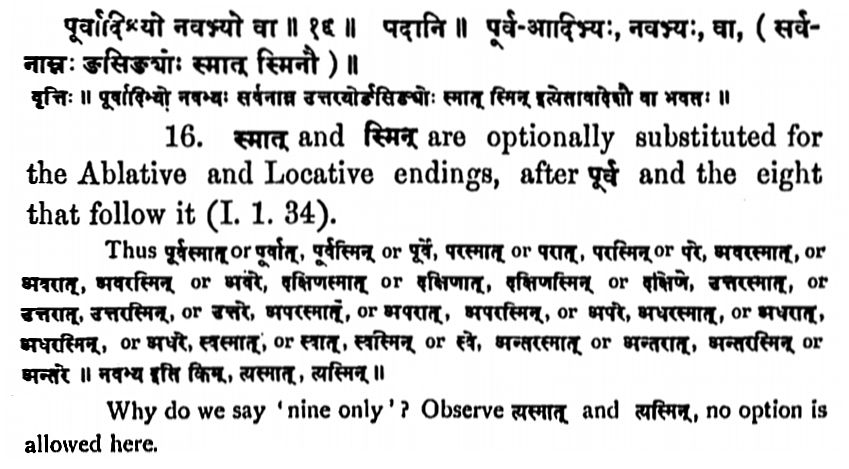 पूर्वादिभ्यो नवभ्यो वा ॥ १६ ॥ पदानि ॥ पूर्व-आदिभ्यः, नवभ्यः, वा, ( सर्व-
नाम्नः ङसिङ्योः स्मात् स्मिनौ ) ॥
वृत्तिः ॥ पूर्वादिभ्यो नवभ्यः सर्वनाम्न उत्तरयोर्ङसिङ्योः स्मात् स्मिन् इत्येतावादेशौ वा भवतः ॥
16. स्मात् and स्मिन् are optionally substituted for
the Ablative and Locative endings, after पूर्व and the eight
that follow it (I. 1. 34).
Thus पूर्वस्मात् or पूर्वात्, पूर्वस्मिन् or पूर्वे, परस्मात् or परात्, परस्मिन् or परे, अवरस्मात्, or
अवरात्, अवरस्मिन् or अवरे, दक्षिणस्मात् or दक्षिणात्, दक्षिणस्मिन् or दक्षिणे, उत्तरस्मात्, or
उत्तरात्, उत्तरस्मिन्, or उत्तरे, अपरस्मात्, or अपरात्, अपरस्मिन्, or अपरे, अधरस्मात्, or अधरात्,
अधरस्मिन्, or अधरे, स्वस्मात्, or स्वात्, स्वस्मिन् or स्वे, अन्तरस्मात् or अन्तरात्, अन्तरस्मिन् or
अन्तरे ॥ नवभ्य इति किम्, त्यस्मात्, त्यस्मिन् ॥
Why do we say 'nine only'? Observe त्यस्मात् and त्यस्मिन्, no option is
allowed here.